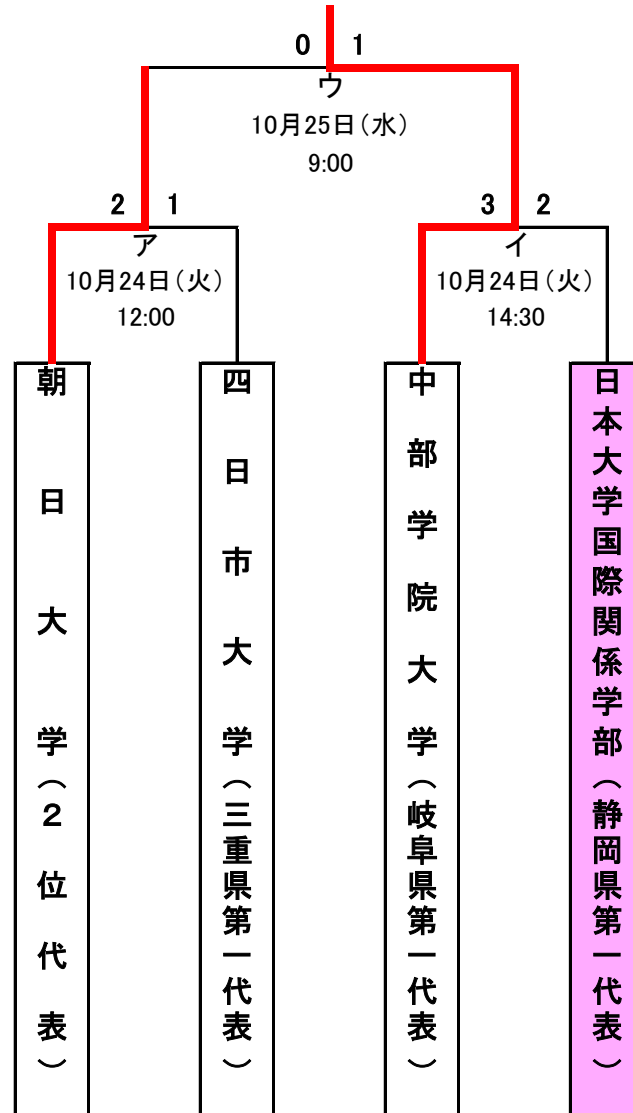 0 1
ウ
10月25日（水）
9:00
2 1
ア
10月24日（火）
12:00
3 2
イ
10月24日（火）
14:30
朝日大学（２位代表）
四日市大学（三重県第一代表）
中部学院大学（岐阜県第一代表）
日本大学国際関係学部（静岡県第一代表）